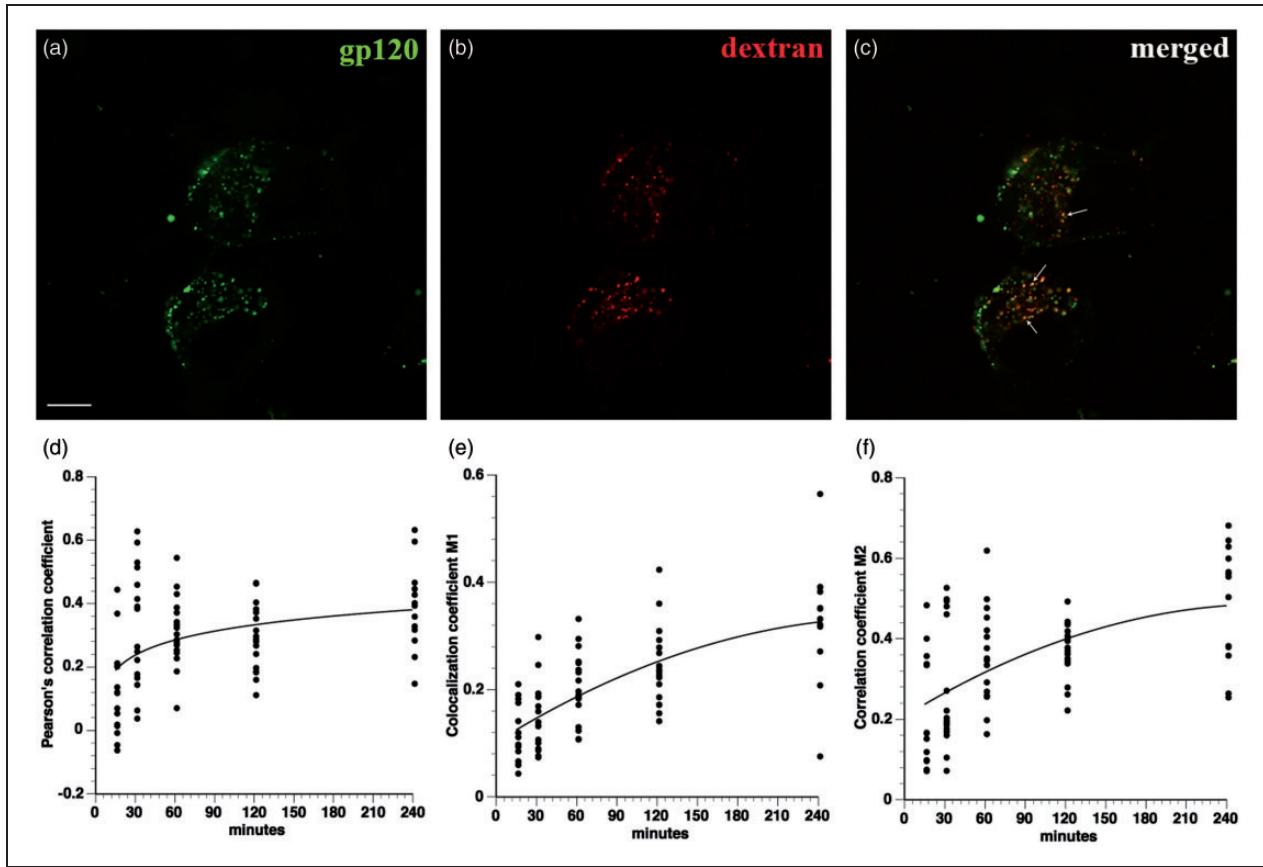 (a) gp120
(b) dextran
(c) merged
(d)
Pearson's correlation coefficient
0.8
0.6
0.4
0.2
0
-0.2
0 30 60 90 120 150 180 210 240
minutes
(e)
Colocalization coefficient M1
0.6
0.4
0.2
0
0 30 60 90 120 150 180 210 240
minutes
(f)
Correlation coefficient M2
0.8
0.6
0.4
0.2
0
0 30 60 90 120 150 180 210 240
minutes